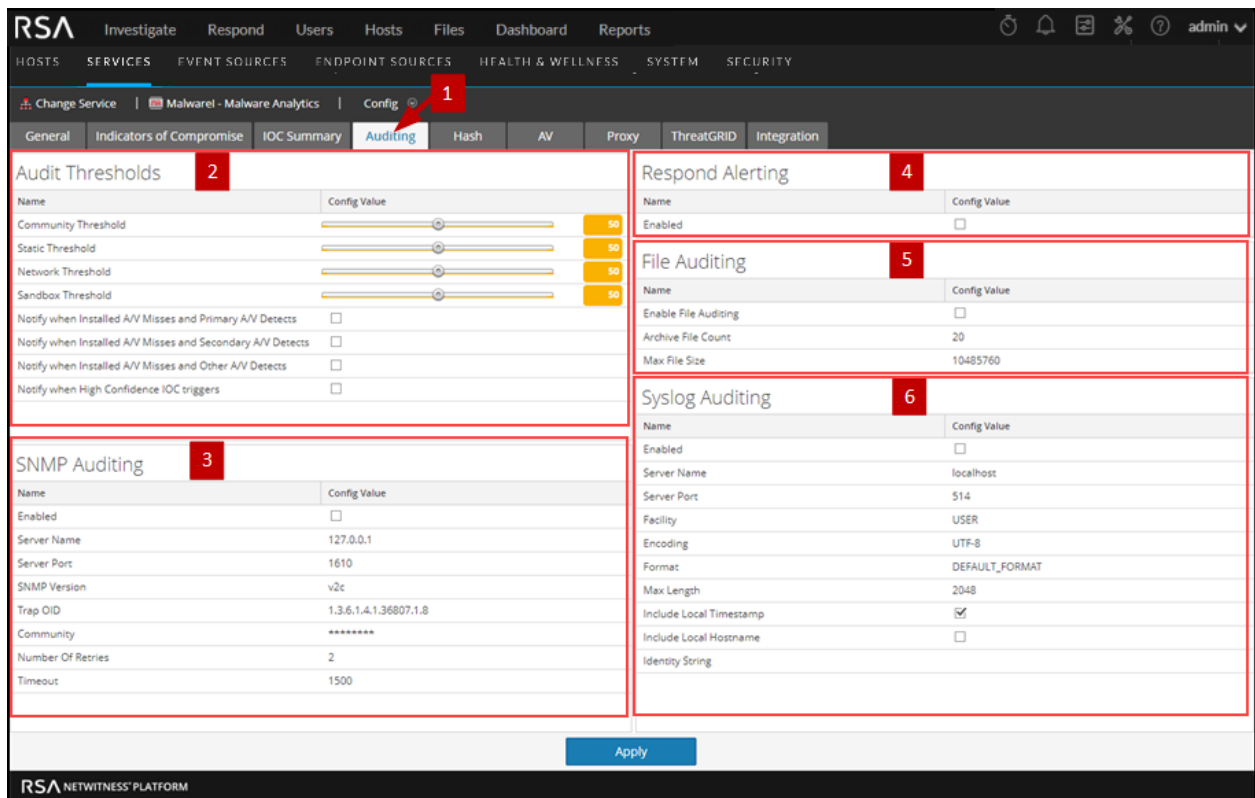 RSA Investigate Respond Users Hosts Files Dashboard Reports admin
HOSTS SERVICES EVENT SOURCES ENDPOINT SOURCES HEALTH & WELLNESS SYSTEM SECURITY
Change Service | Malwarel - Malware Analytics | Config
1
General Indicators of Compromise IOC Summary Auditing Hash AV Proxy ThreatGRID Integration
Audit Thresholds 2
Name Config Value
Community Threshold 50
Static Threshold 50
Network Threshold 50
Sandbox Threshold 50
Notify when Installed A/V Misses and Primary A/V Detects
Notify when Installed A/V Misses and Secondary A/V Detects
Notify when Installed A/V Misses and Other A/V Detects
Notify when High Confidence IOC triggers
SNMP Auditing 3
Name Config Value
Enabled
Server Name 127.0.0.1
Server Port 1610
SNMP Version v2c
Trap OID 1.3.6.1.4.1.36807.1.8
Community ********
Number Of Retries 2
Timeout 1500
Respond Alerting 4
Name Config Value
Enabled
File Auditing 5
Name Config Value
Enable File Auditing
Archive File Count 20
Max File Size 10485760
Syslog Auditing 6
Name Config Value
Enabled
Server Name localhost
Server Port 514
Facility USER
Encoding UTF-8
Format DEFAULT_FORMAT
Max Length 2048
Include Local Timestamp
Include Local Hostname
Identity String
Apply
RSA NETWITNESS® PLATFORM